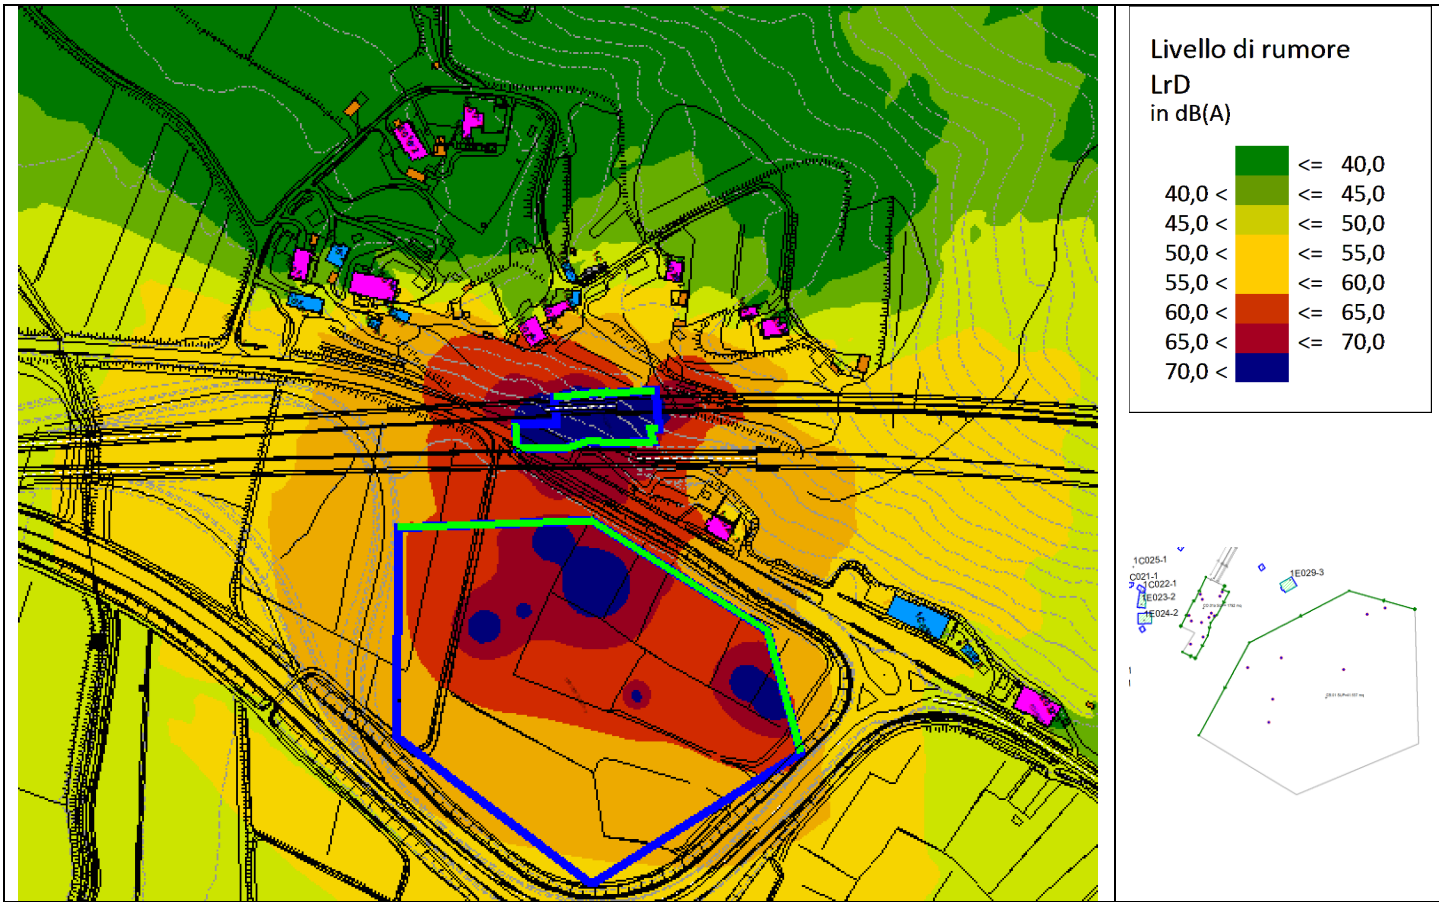 Livello di rumore
LrD
in dB(A)
<= 40,0
40,0 < <= 45,0
45,0 < <= 50,0
50,0 < <= 55,0
55,0 < <= 60,0
60,0 < <= 65,0
65,0 < <= 70,0
70,0 <
1C025-1
C021-1
1C022-1
1E023-2
1E024-2
1E029-3